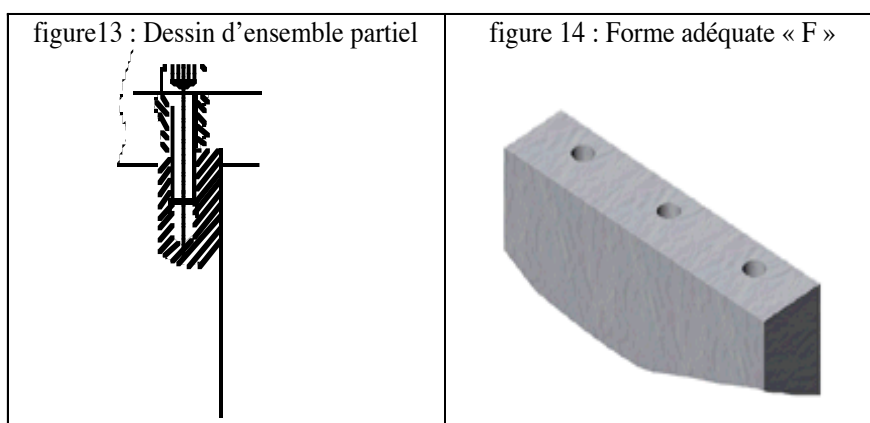 figure13 : Dessin d’ensemble partiel
figure 14 : Forme adéquate « F »